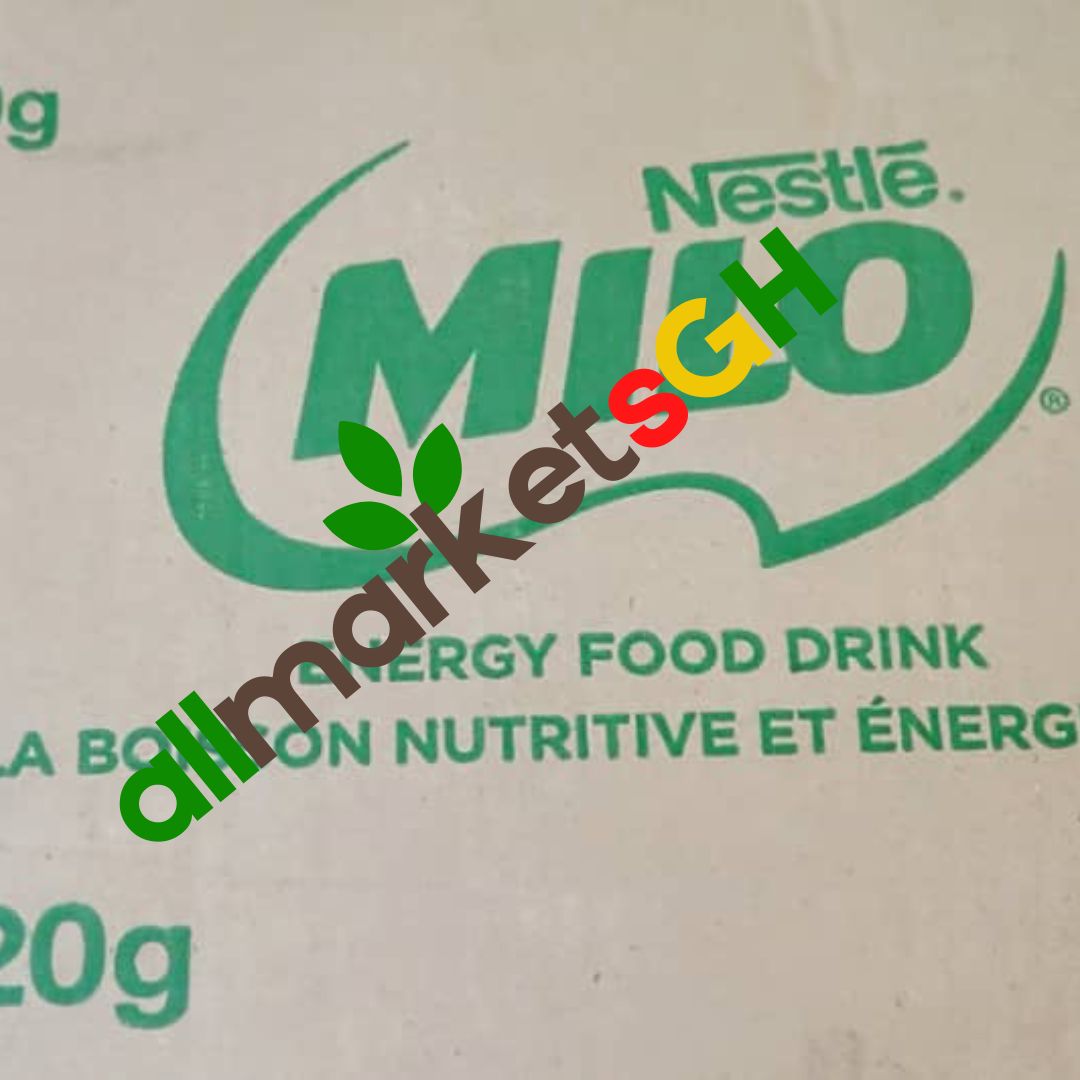 g
Nestlé.
MILO
®
allmarketsGH
ENERGY FOOD DRINK
LA BOISSON NUTRITIVE ET ÉNERG
20g